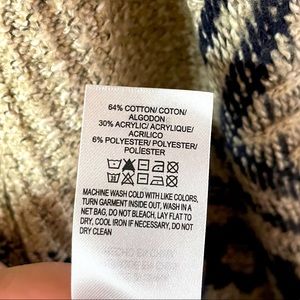 64% COTTON/ COTON/
ALGODON
30% ACRYLIC/ ACRYLIQUE/
ACRILICO
6% POLYESTER/ POLYESTER/
POLIESTER
MACHINE WASH COLD WITH LIKE COLORS,
TURN GARMENT INSIDE OUT, WASH IN A
NET BAG, DO NOT BLEACH, LAY FLAT TO
DRY, COOL IRON IF NECESSARY, DO NOT
DRY CLEAN